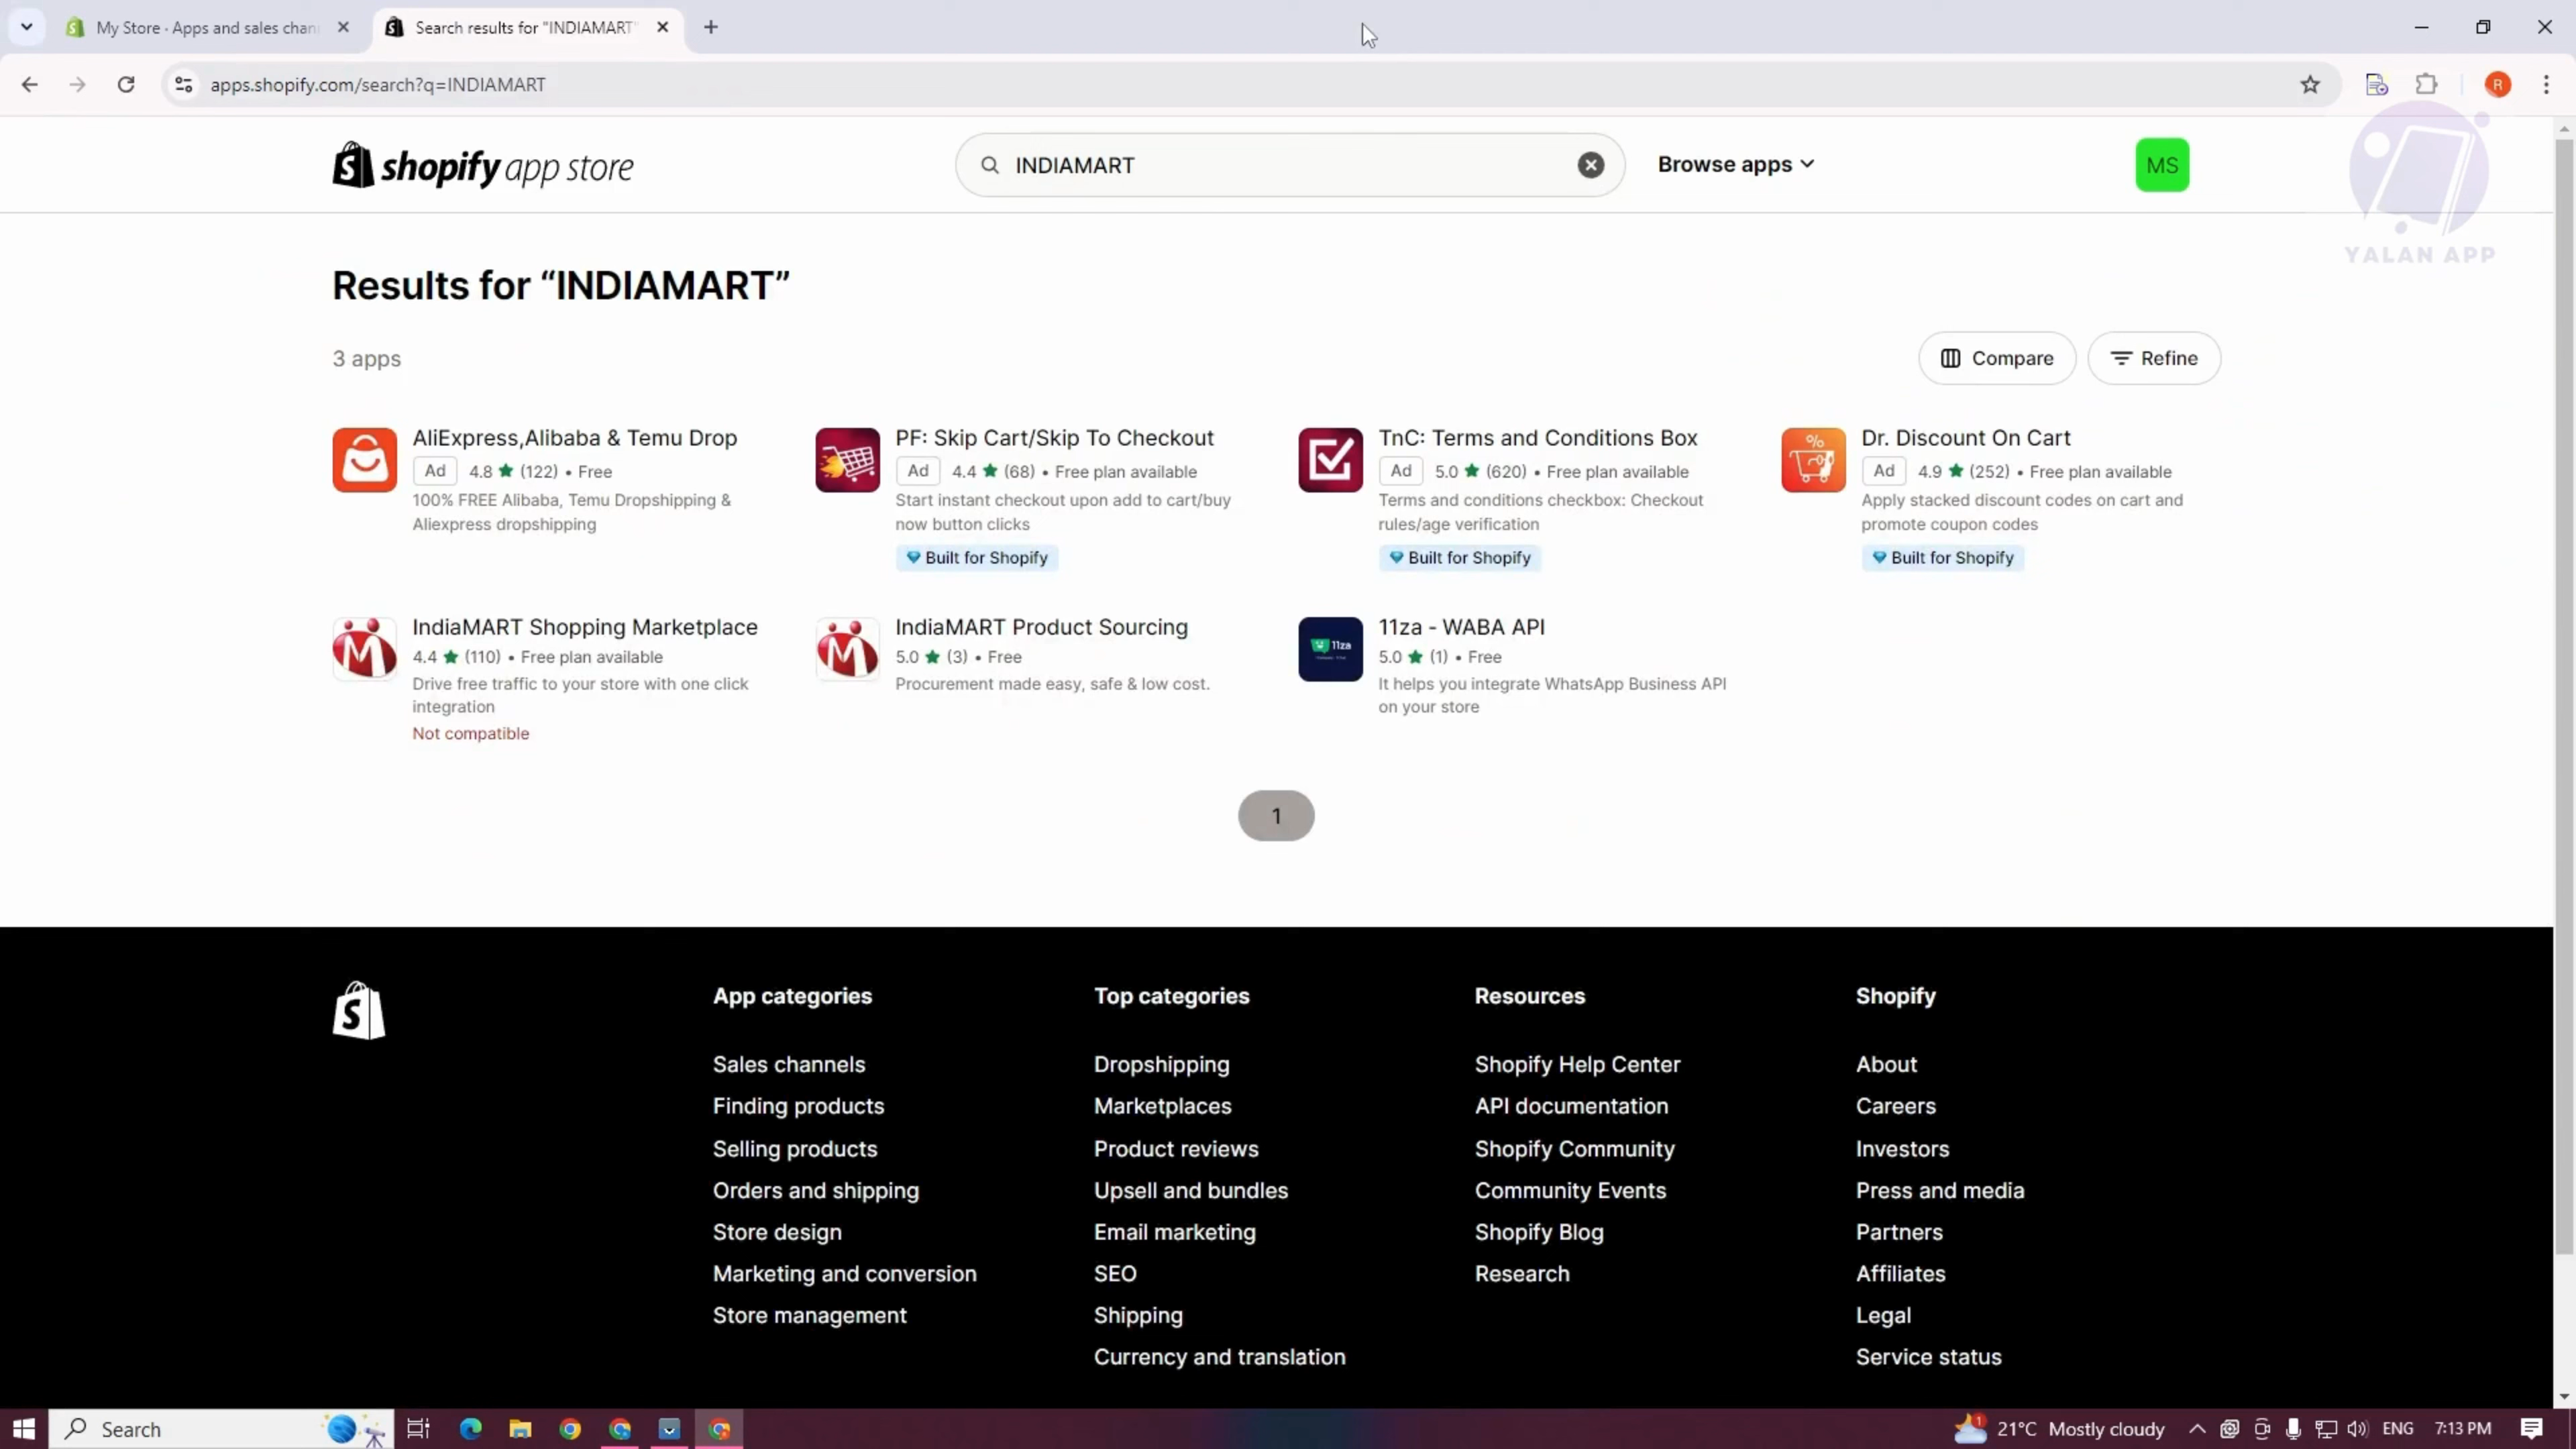 My Store · Apps and sales chan
Search results for "INDIAMART"
apps.shopify.com/search?q=INDIAMART
R
shopify app store
INDIAMART
Browse apps
MS
YALAN APP
Results for “INDIAMART”
3 apps
Compare
Refine
AliExpress,Alibaba & Temu Drop
Ad 4.8 ★ (122) • Free
100% FREE Alibaba, Temu Dropshipping &
Aliexpress dropshipping
PF: Skip Cart/Skip To Checkout
Ad 4.4 ★ (68) • Free plan available
Start instant checkout upon add to cart/buy
now button clicks
Built for Shopify
TnC: Terms and Conditions Box
Ad 5.0 ★ (620) • Free plan available
Terms and conditions checkbox: Checkout
rules/age verification
Built for Shopify
Dr. Discount On Cart
Ad 4.9 ★ (252) • Free plan available
Apply stacked discount codes on cart and
promote coupon codes
Built for Shopify
IndiaMART Shopping Marketplace
4.4 ★ (110) • Free plan available
Drive free traffic to your store with one click
integration
Not compatible
IndiaMART Product Sourcing
5.0 ★ (3) • Free
Procurement made easy, safe & low cost.
11za
11za - WABA API
5.0 ★ (1) • Free
It helps you integrate WhatsApp Business API
on your store
1
App categories
Sales channels
Finding products
Selling products
Orders and shipping
Store design
Marketing and conversion
Store management
Top categories
Dropshipping
Marketplaces
Product reviews
Upsell and bundles
Email marketing
SEO
Shipping
Currency and translation
Resources
Shopify Help Center
API documentation
Shopify Community
Community Events
Shopify Blog
Research
Shopify
About
Careers
Investors
Press and media
Partners
Affiliates
Legal
Service status
Search
1
21°C Mostly cloudy
ENG
7:13 PM